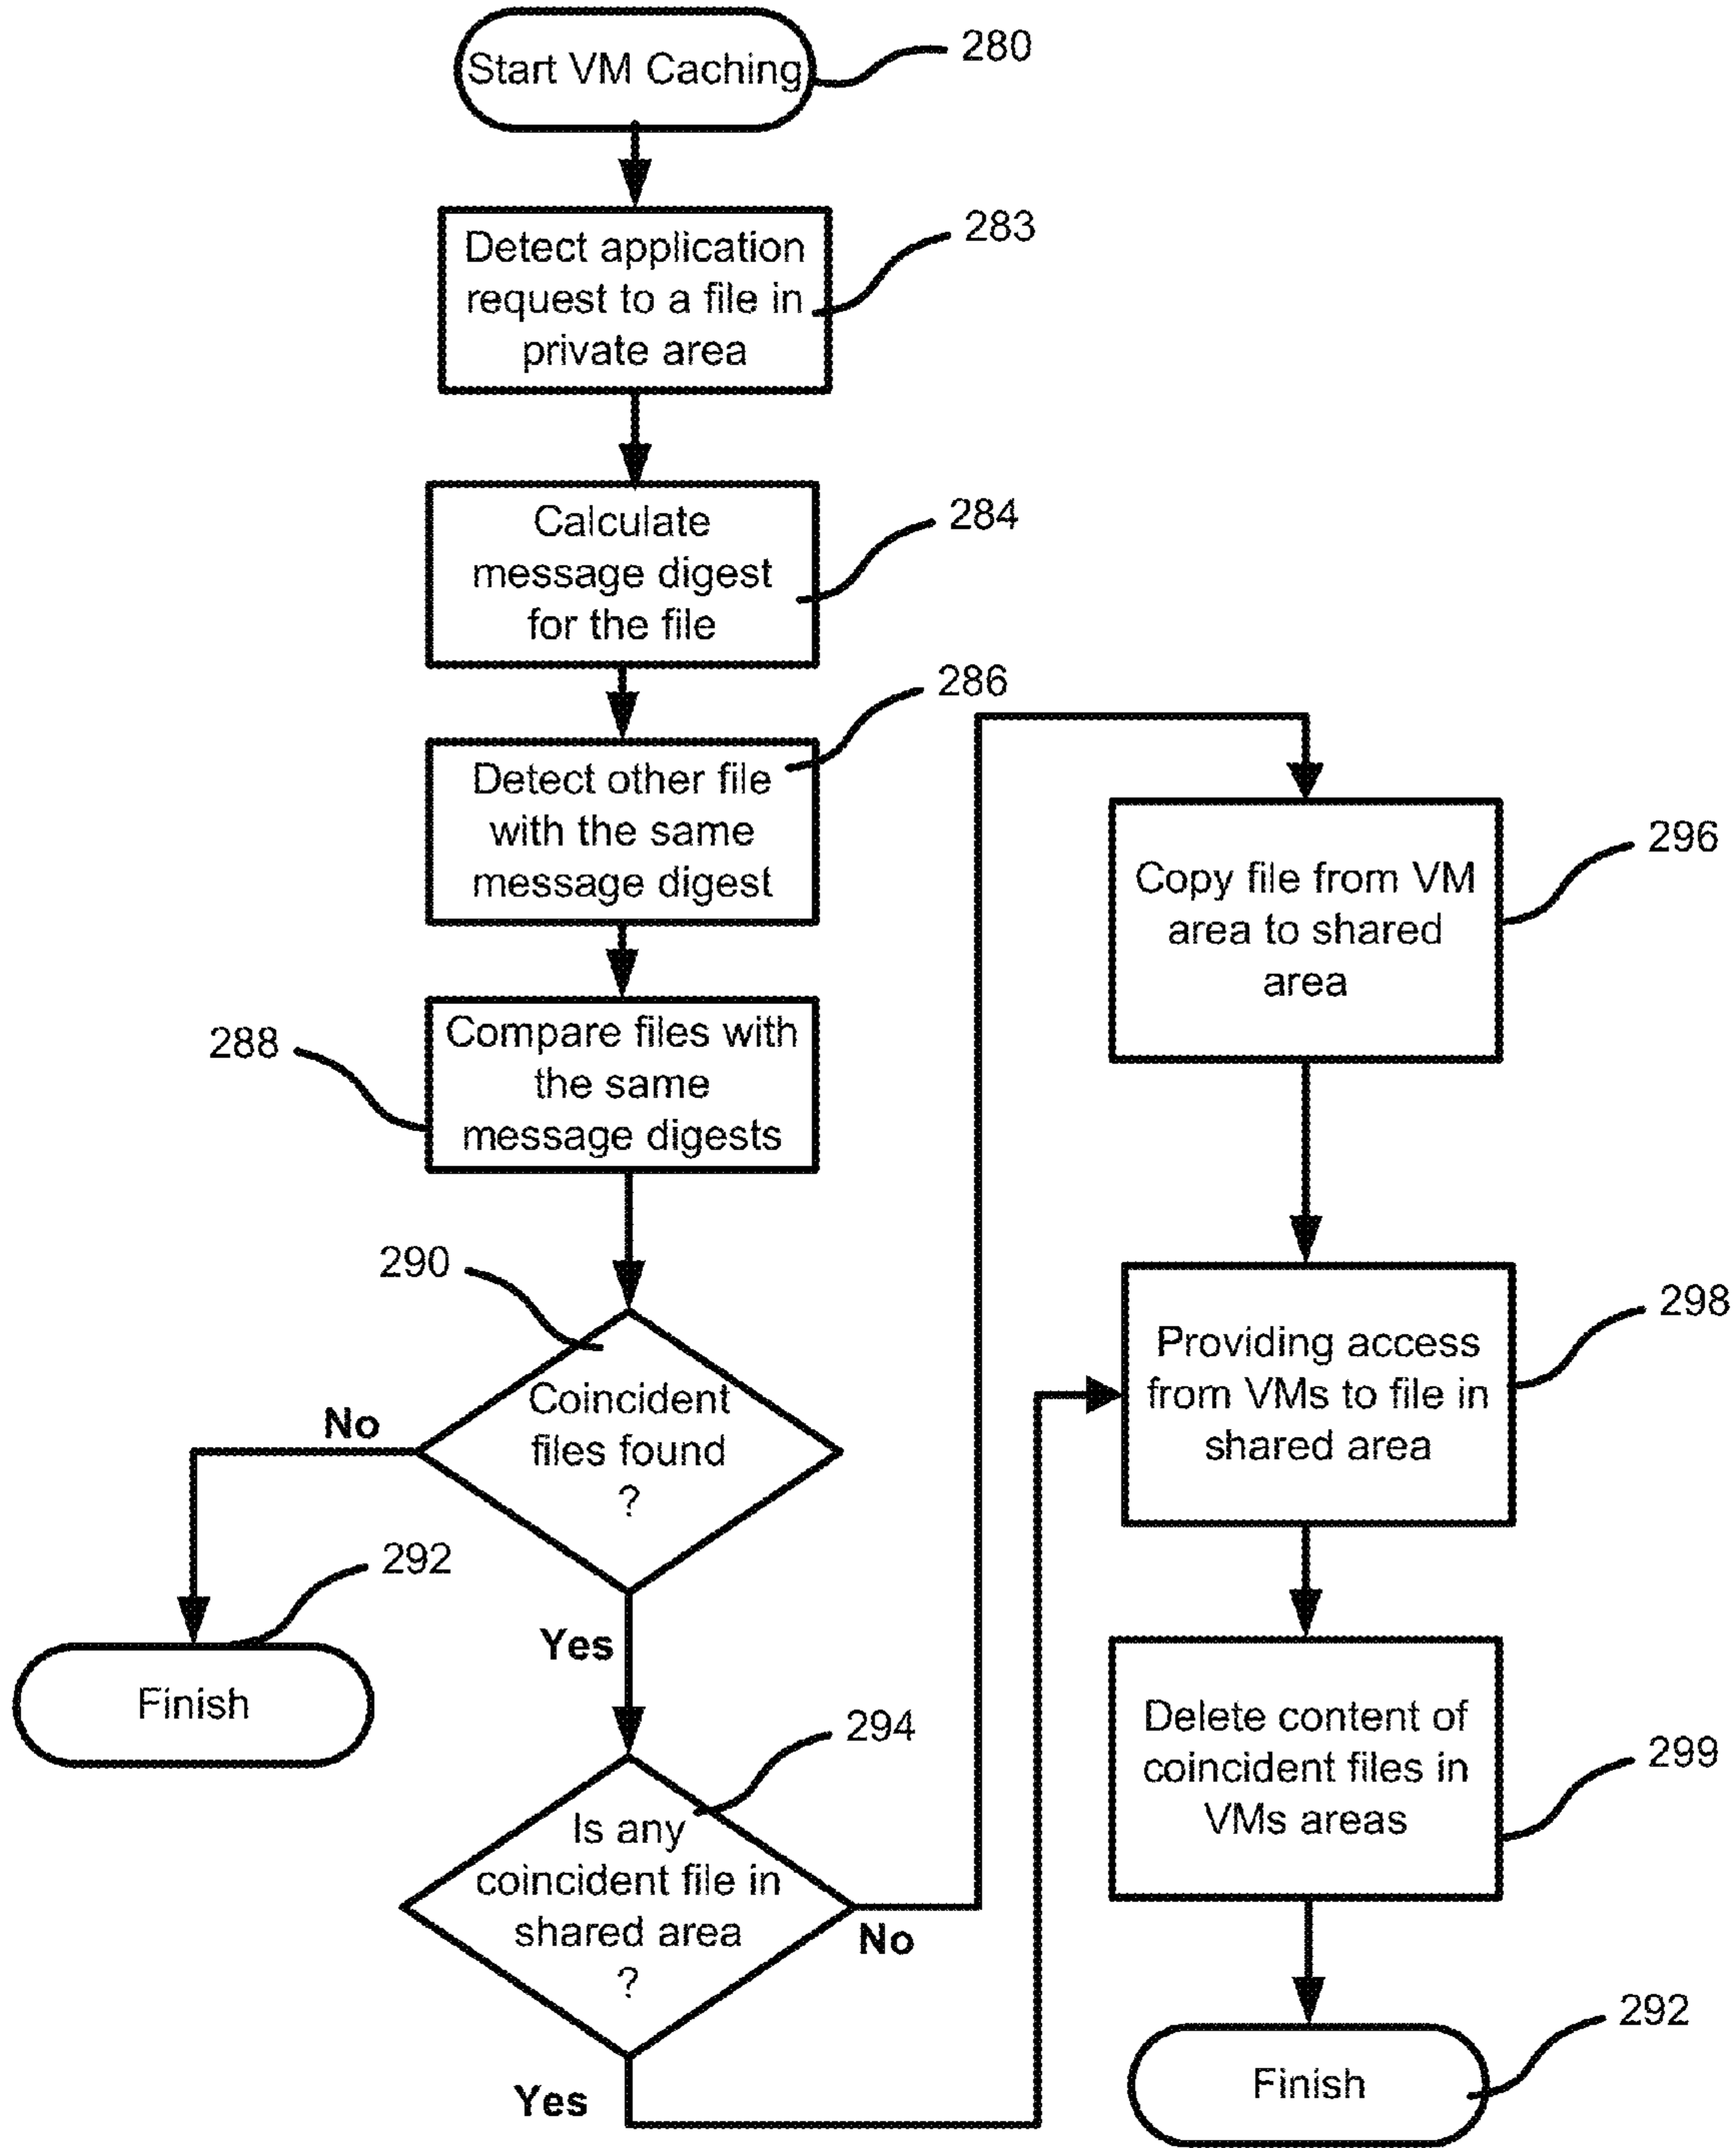 Start VM Caching
280
Detect application
request to a file in
private area
283
Calculate
message digest
for the file
284
Detect other file
with the same
message digest
286
Compare files with
the same
message digests
288
290
Coincident
files found
?
No
292
Finish
Yes
294
Is any
coincident file in
shared area
?
No
Yes
Copy file from VM
area to shared
area
296
Providing access
from VMs to file in
shared area
298
Delete content of
coincident files in
VMs areas
299
292
Finish